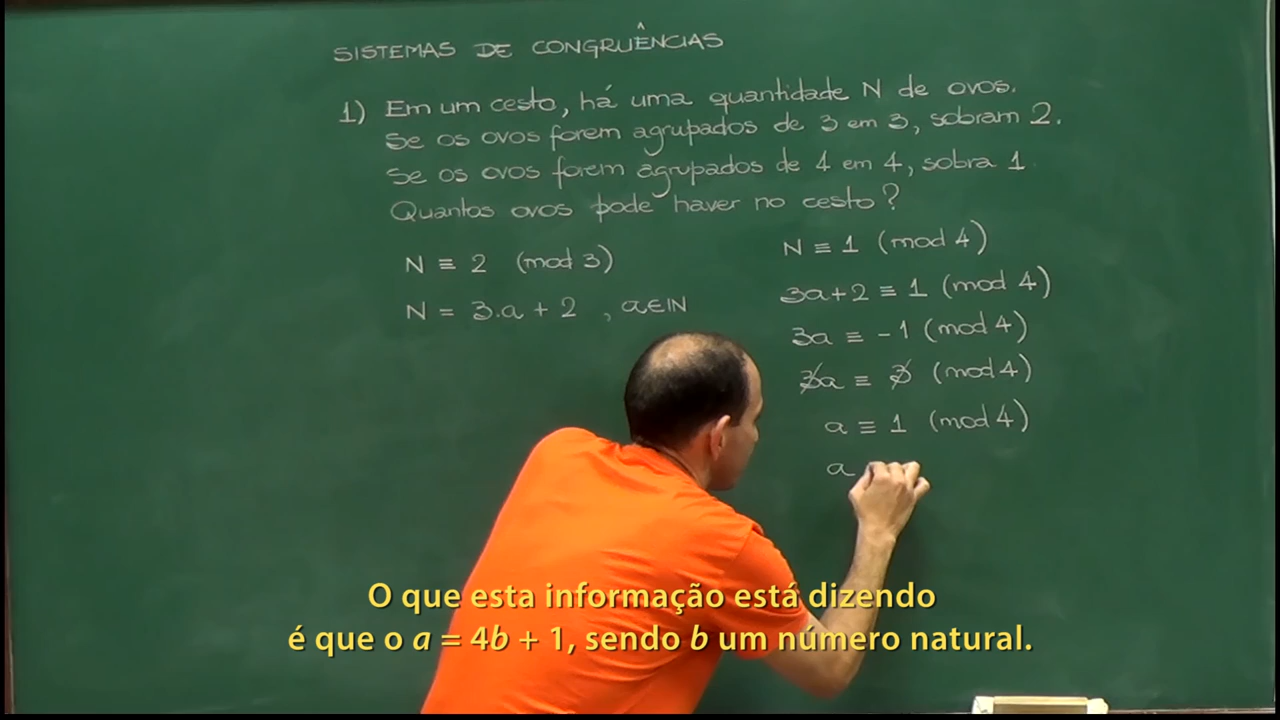 SISTEMAS DE CONGRUÊNCIAS
1) Em um cesto, há uma quantidade N de ovos.
Se os ovos forem agrupados de 3 em 3, sobram 2.
Se os ovos forem agrupados de 4 em 4, sobra 1.
Quantos ovos pode haver no cesto?
N ≡ 2 (mod 3)
N = 3.a + 2 , a∈IN
N ≡ 1 (mod 4)
3a+2 ≡ 1 (mod 4)
3a ≡ -1 (mod 4)
3a ≡ 3 (mod 4)
a ≡ 1 (mod 4)
a
O que esta informação está dizendo
é que o a = 4b + 1, sendo b um número natural.